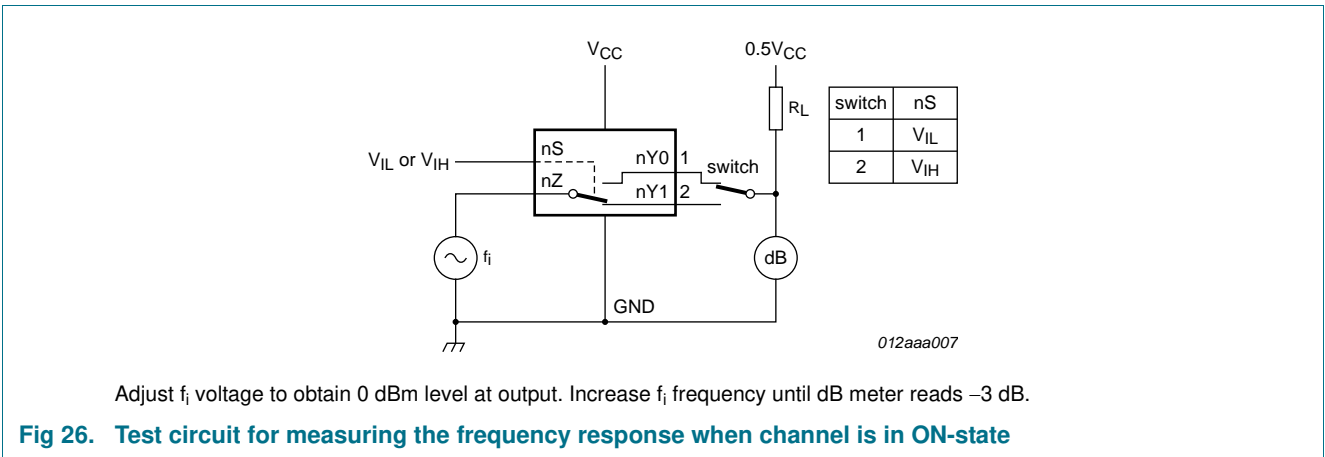 VCC 0.5VCC
RL
switch nS
1 VIL
2 VIH
VIL or VIH
nS
nZ
nY0 1
nY1 2
switch
fi
dB
GND
012aaa007
Adjust fi voltage to obtain 0 dBm level at output. Increase fi frequency until dB meter reads −3 dB.
Fig 26. Test circuit for measuring the frequency response when channel is in ON-state